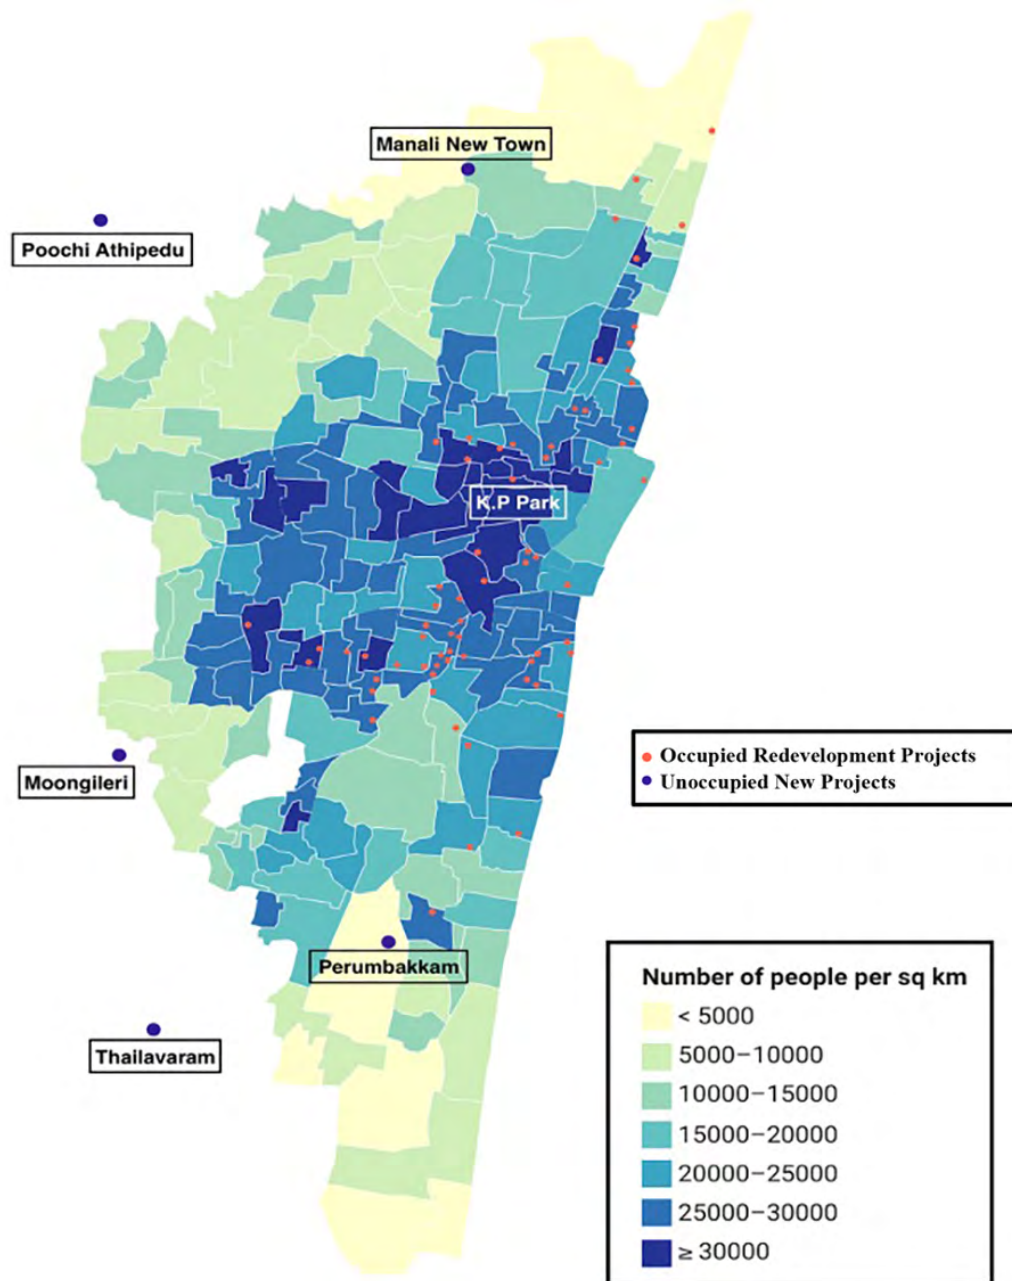 Manali New Town
Poochi Athipedu
K.P Park
Occupied Redevelopment Projects
Unoccupied New Projects
Moongileri
Perumbakkam
Thailavaram
Number of people per sq km
< 5000
5000–10000
10000–15000
15000–20000
20000–25000
25000–30000
≥ 30000